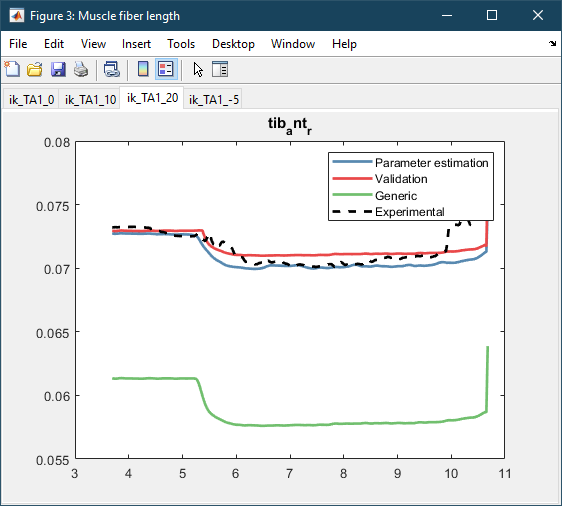 Figure 3: Muscle fiber length
File Edit View Insert Tools Desktop Window Help
ik_TA1_0 ik_TA1_10 ik_TA1_20 ik_TA1_-5
tib_ant_r
Parameter estimation
Validation
Generic
Experimental
0.08
0.075
0.07
0.065
0.06
0.055
3 4 5 6 7 8 9 10 11